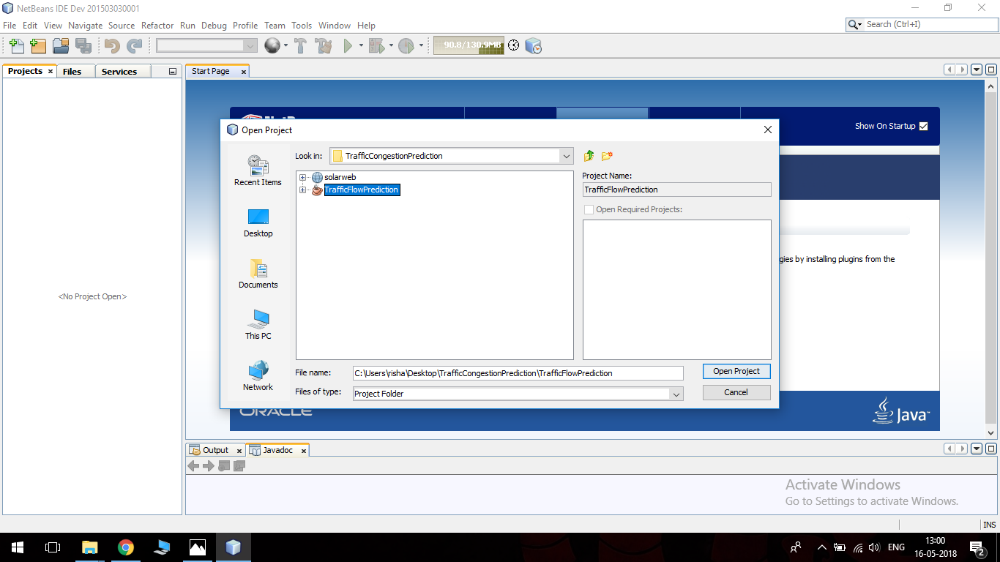 NetBeans IDE Dev 201503030001
File Edit View Navigate Source Refactor Run Debug Profile Team Tools Window Help
Search (Ctrl+I)
90.8/130.9MB
Projects
Files
Services
Start Page
Show On Startup
Open Project
Look in:
TrafficCongestionPrediction
Recent Items
Desktop
Documents
This PC
Network
solarweb
TrafficFlowPrediction
Project Name:
TrafficFlowPrediction
Open Required Projects:
gies by installing plugins from the
<No Project Open>
File name:
C:\Users\risha\Desktop\TrafficCongestionPrediction\TrafficFlowPrediction
Open Project
Files of type:
Project Folder
Cancel
ORACLE
Java
Output
Javadoc
Activate Windows
Go to Settings to activate Windows.
INS
ENG
13:00
16-05-2018
2